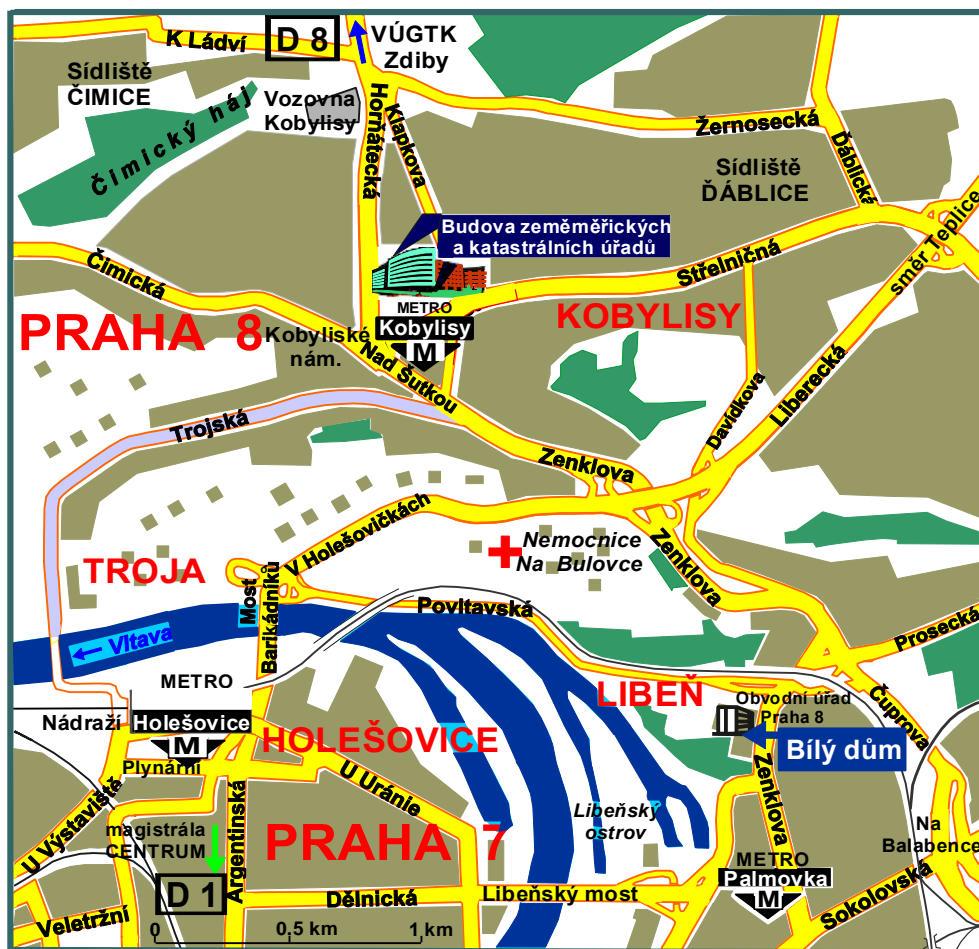 K Ládví
D 8
VÚGTK
Zdiby
Sídliště
ČIMICE
Čimický háj
Vozovna
Kobylisy
Horňátecká
Klapkova
Žernosecká
Ďáblická
Sídliště
ĎÁBLICE
Budova zeměměřických
a katastrálních úřadů
směr Teplice
Čimická
Střelničná
PRAHA 8
Kobyliské
nám.
METRO
Kobylisy
M
KOBYLISY
Nad Šutkou
Trojská
Davídkova
Liberecká
Zenklova
V Holešovičkách
Nemocnice
Na Bulovce
Zenklova
TROJA
Most
Barikádníků
Povltavská
Prosecká
Vltava
METRO
Nádraží
Holešovice
M
HOLEŠOVICE
LIBEŇ
Obvodní úřad
Praha 8
Bílý dům
Čuprova
Plynární
U Výstaviště
Argentinská
U Uránie
Zenklova
magistrála
CENTRUM
PRAHA 7
Libeňský
ostrov
Na
Balabence
METRO
Palmovka
M
D 1
Dělnická
Libeňský most
Sokolovská
Veletržní
0
0,5 km
1 km